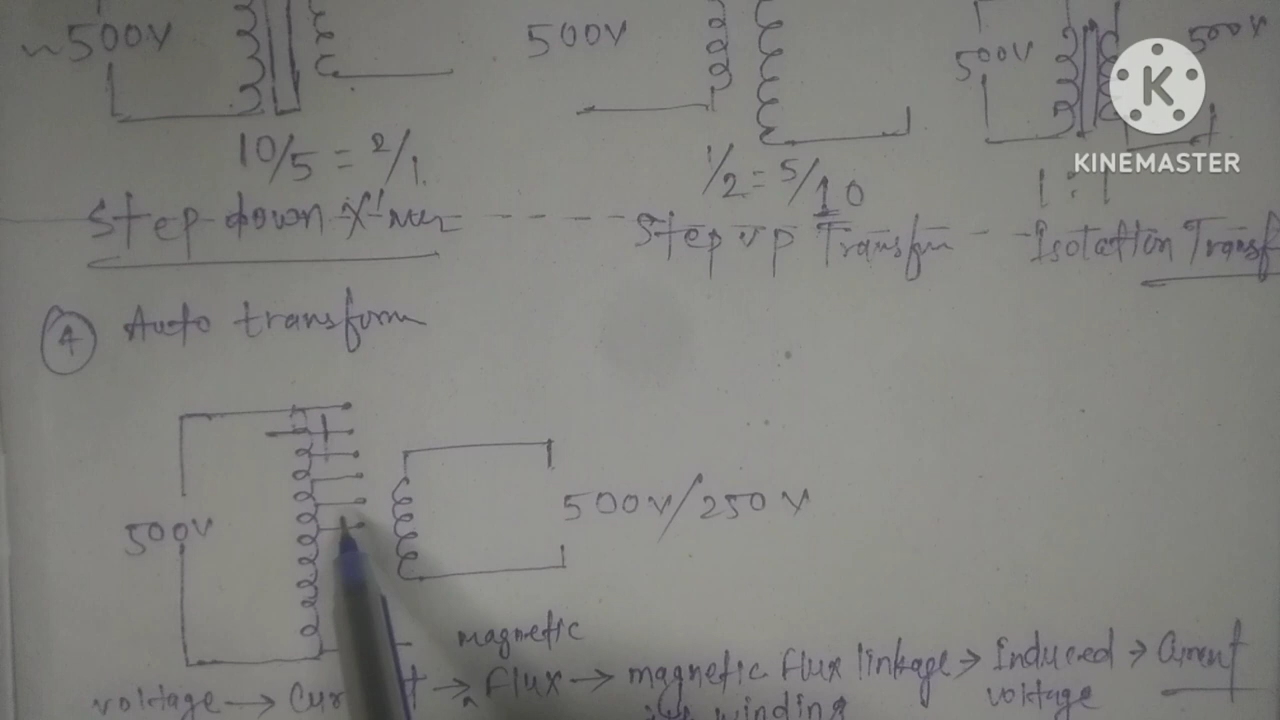 ~500V
500V
500V
500V
10/5 = 2/1
1/2 = 5/10
1:1
K
KINEMASTER
Step down X'mer
Step up Transfm
Isolation Transf
4 Auto transform
500V
500V/250V
magnetic
voltage → Cur → Flux → magnetic flux linkage → Induced → Current
winding voltage